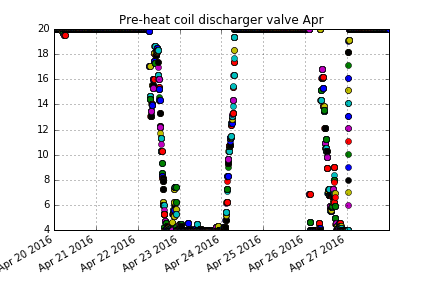 Pre-heat coil discharger valve Apr
20
18
16
14
12
10
8
6
4
Apr 20 2016
Apr 21 2016
Apr 22 2016
Apr 23 2016
Apr 24 2016
Apr 25 2016
Apr 26 2016
Apr 27 2016